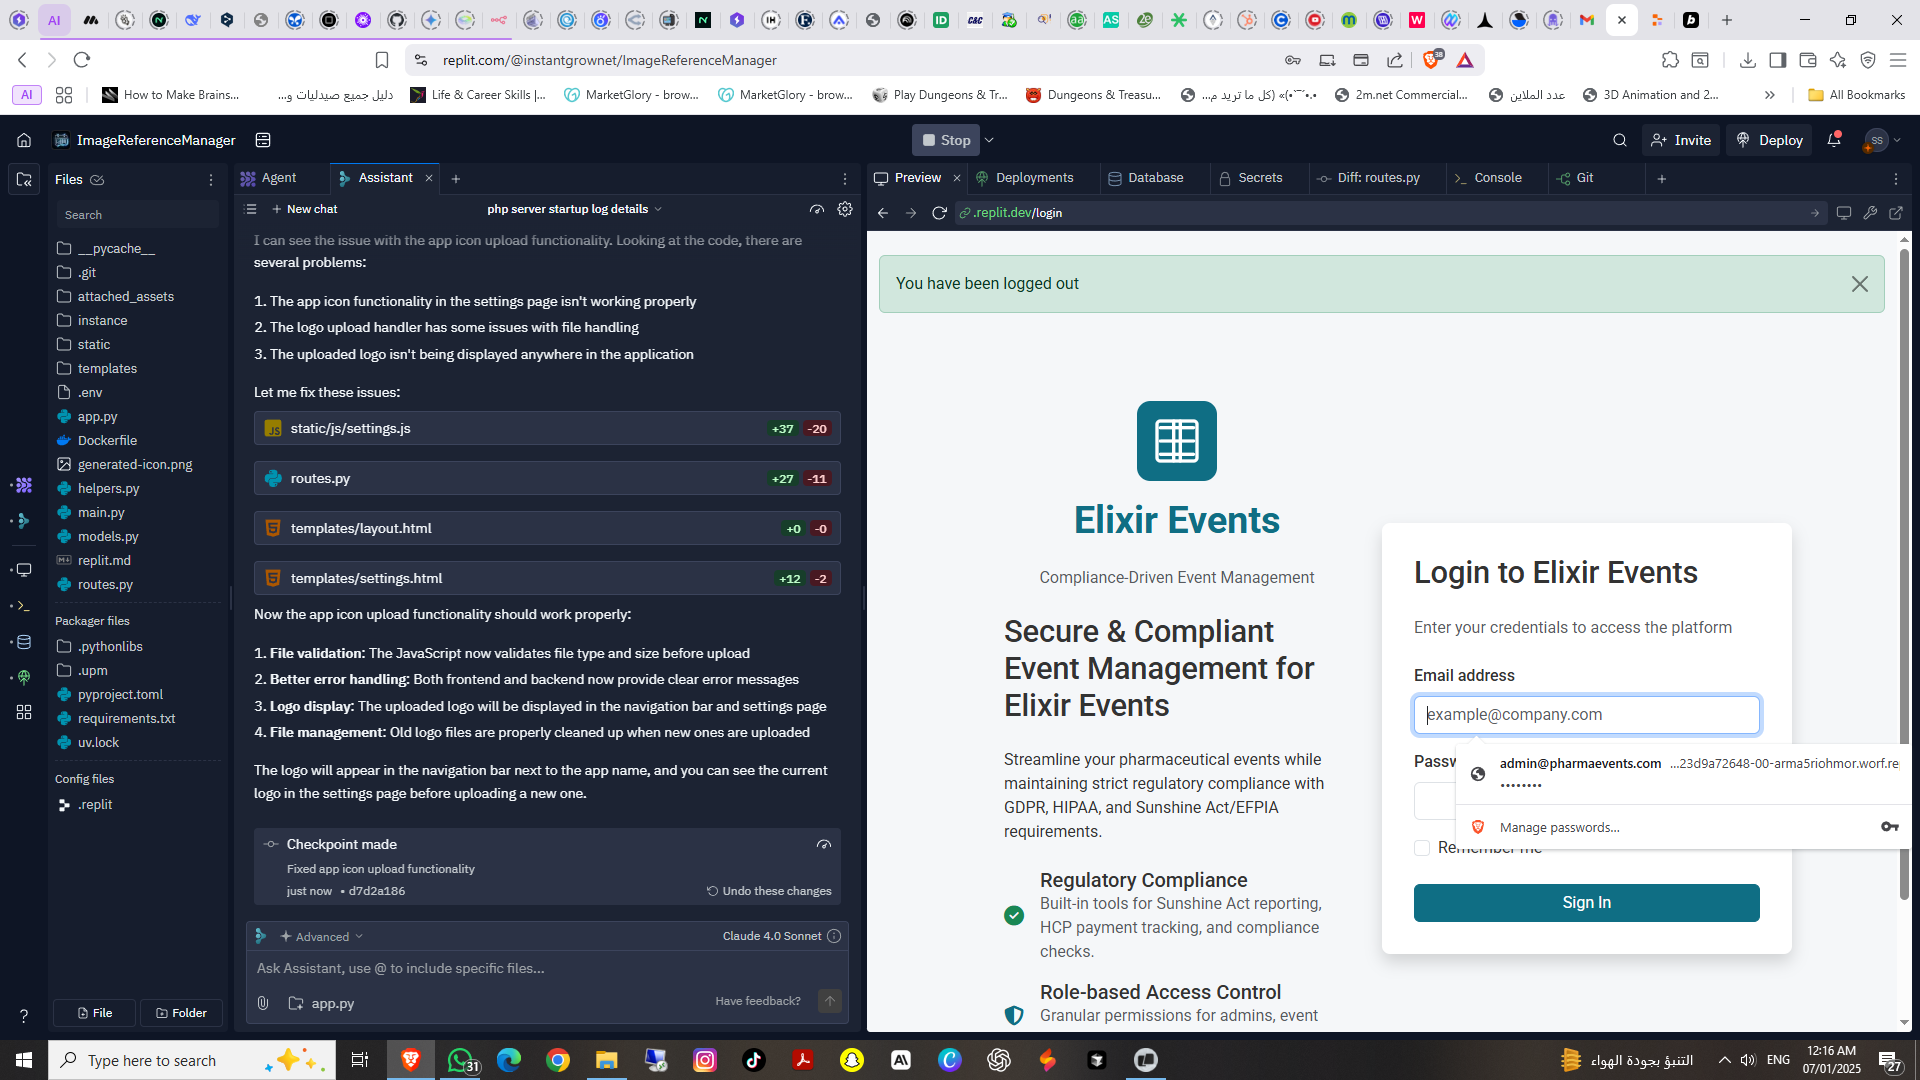 AI
replit.com/@instantgrownet/ImageReferenceManager
38
AI
How to Make Brains...
دليل جميع صيدليات و...
Life & Career Skills |...
MarketGlory - brow...
MarketGlory - brow...
Play Dungeons & Tr...
Dungeons & Treasu...
2m.net Commercial...
عدد الملاين
3D Animation and 2...
All Bookmarks
ImageReferenceManager
Stop
Invite
Deploy
SS
Files
Search
__pycache__
.git
attached_assets
instance
static
templates
.env
app.py
Dockerfile
generated-icon.png
helpers.py
main.py
models.py
replit.md
routes.py
Packager files
.pythonlibs
.upm
pyproject.toml
requirements.txt
uv.lock
Config files
.replit
File
Folder
Agent
Assistant
New chat
php server startup log details
I can see the issue with the app icon upload functionality. Looking at the code, there are
several problems:
1. The app icon functionality in the settings page isn't working properly
2. The logo upload handler has some issues with file handling
3. The uploaded logo isn't being displayed anywhere in the application
Let me fix these issues:
static/js/settings.js +37 -20
routes.py +27 -11
templates/layout.html +0 -0
templates/settings.html +12 -2
Now the app icon upload functionality should work properly:
1. File validation: The JavaScript now validates file type and size before upload
2. Better error handling: Both frontend and backend now provide clear error messages
3. Logo display: The uploaded logo will be displayed in the navigation bar and settings page
4. File management: Old logo files are properly cleaned up when new ones are uploaded
The logo will appear in the navigation bar next to the app name, and you can see the current
logo in the settings page before uploading a new one.
Checkpoint made
Fixed app icon upload functionality
just now • d7d2a186
Undo these changes
Advanced
Claude 4.0 Sonnet
Ask Assistant, use @ to include specific files...
app.py
Have feedback?
Preview
Deployments
Database
Secrets
Diff: routes.py
Console
Git
.replit.dev/login
You have been logged out
Elixir Events
Compliance-Driven Event Management
Secure & Compliant
Event Management for
Elixir Events
Streamline your pharmaceutical events while
maintaining strict regulatory compliance with
GDPR, HIPAA, and Sunshine Act/EFPIA
requirements.
Regulatory Compliance
Built-in tools for Sunshine Act reporting,
HCP payment tracking, and compliance
checks.
Role-based Access Control
Granular permissions for admins, event
Login to Elixir Events
Enter your credentials to access the platform
Email address
example@company.com
admin@pharmaevents.com ...23d9a72648-00-arma5riohmor.worf.re
••••••••
Manage passwords...
Remember me
Sign In
Type here to search
31
التنبؤ بجودة الهواء
ENG
12:16 AM
07/01/2025
27